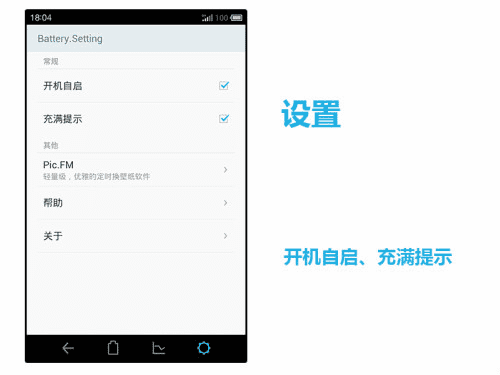 18:04
100
Battery.Setting
常规
开机自启
充满提示
其他
Pic.FM
轻量级，优雅的定时换壁纸软件
帮助
关于
设置
开机自启、充满提示